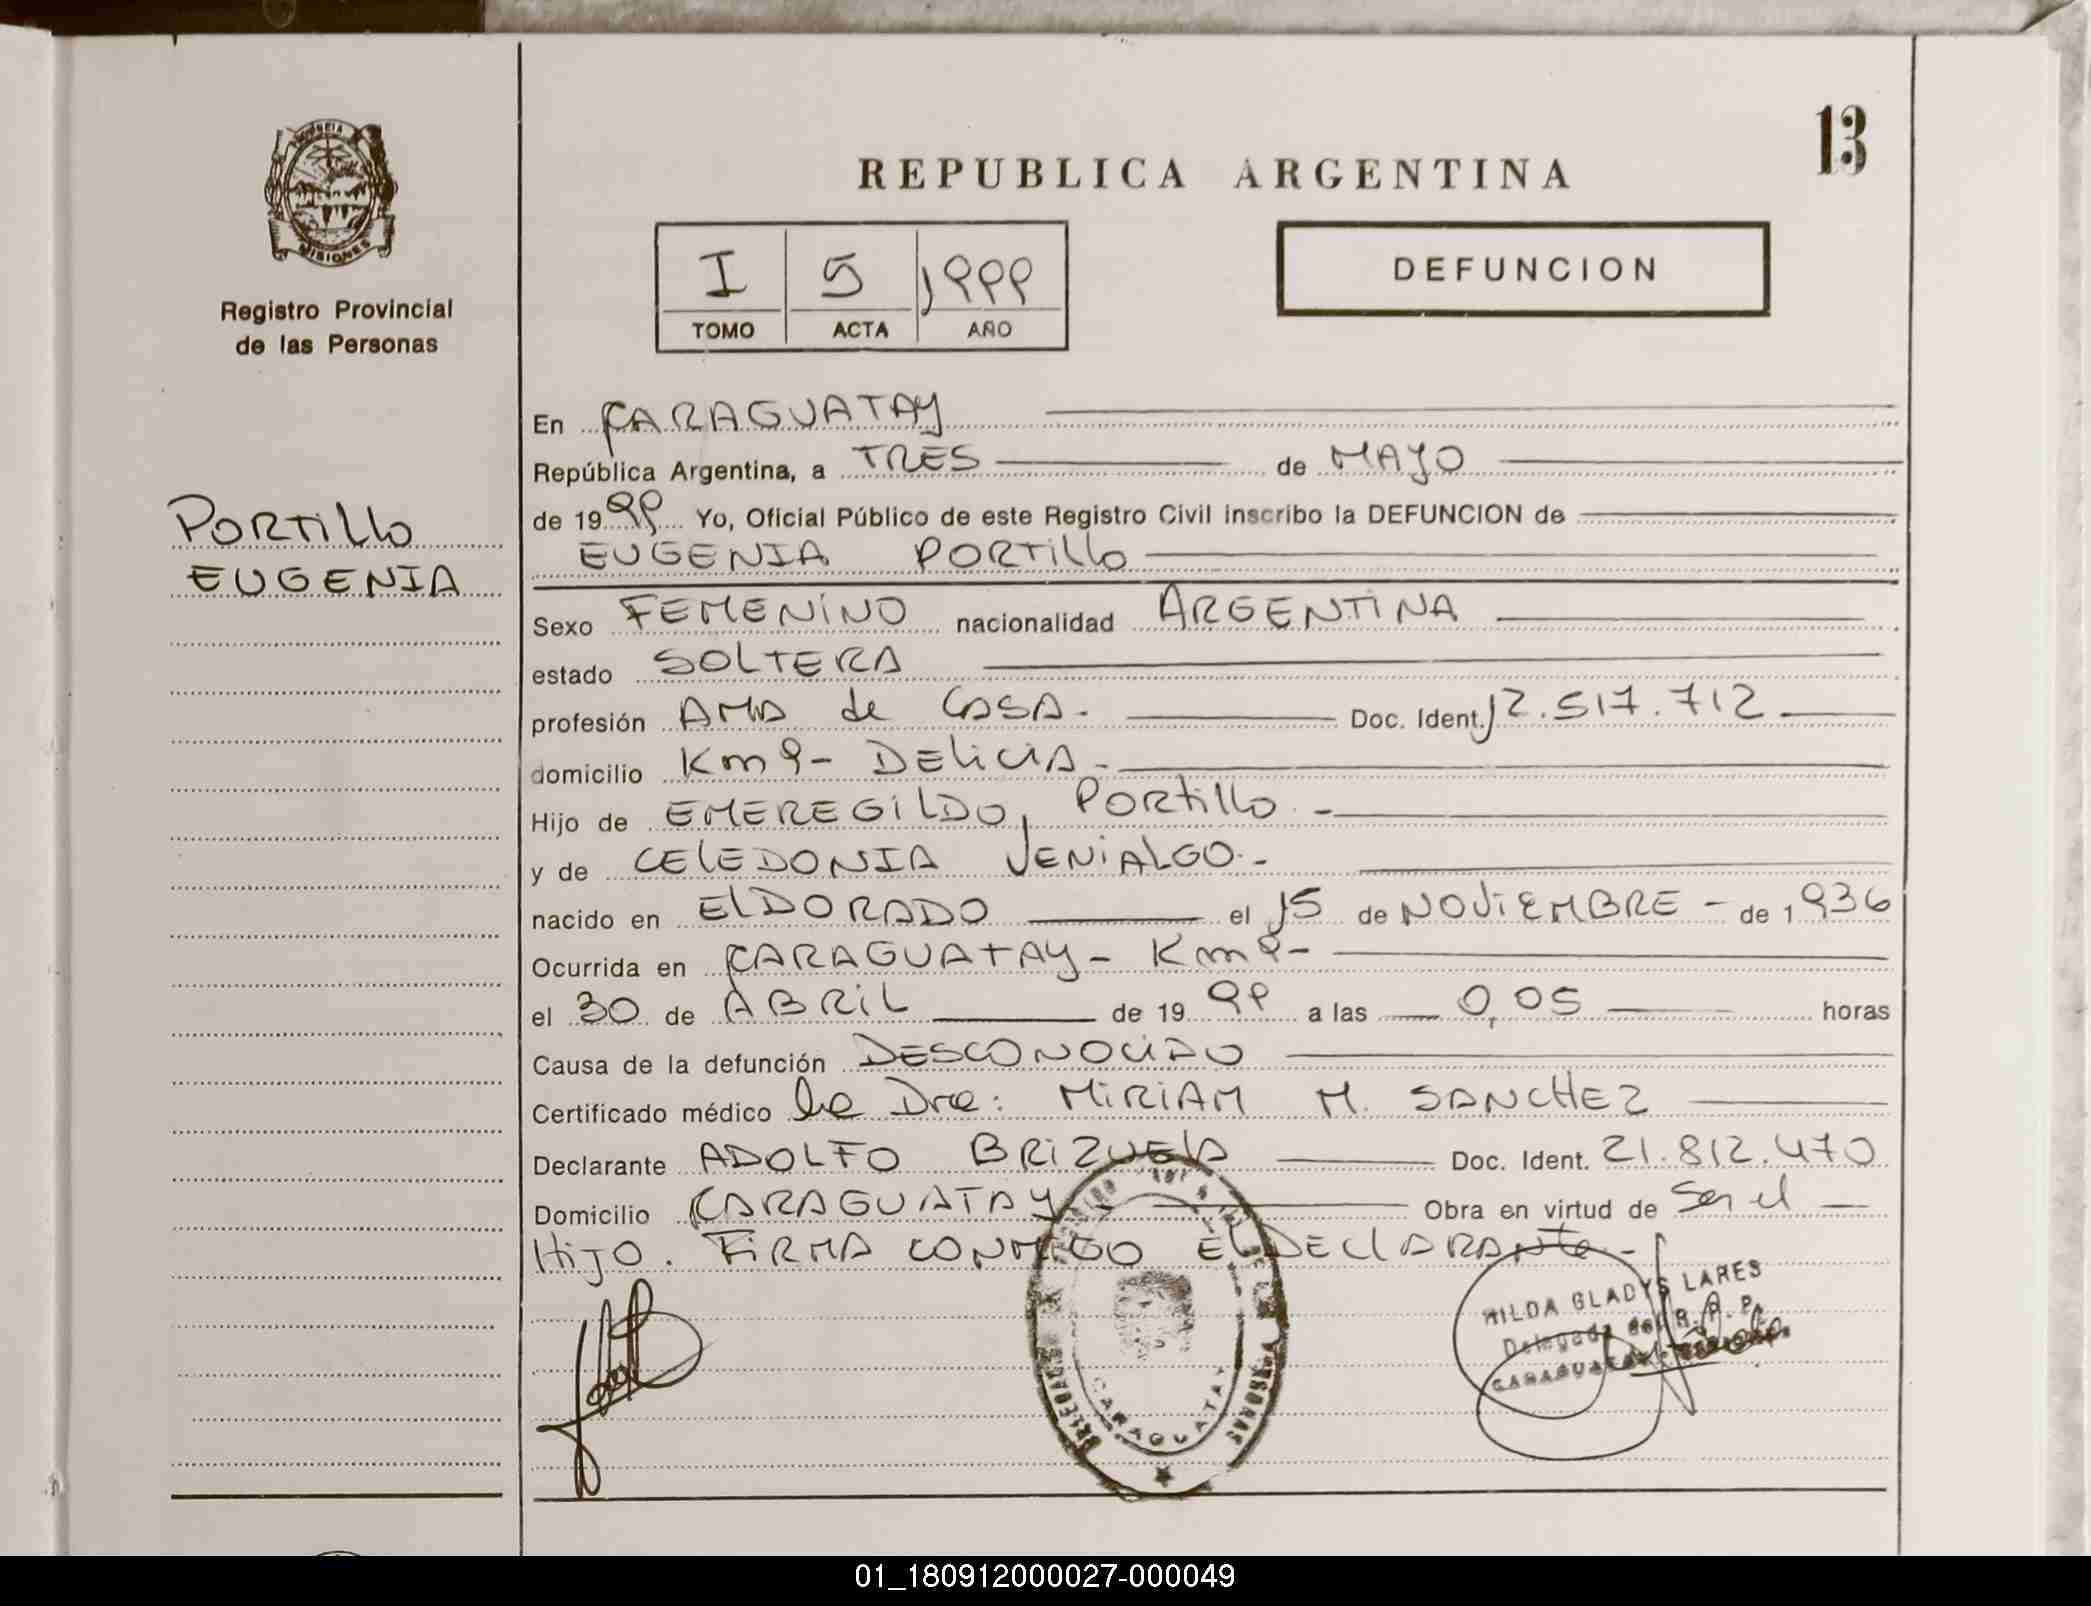 PROVINCIA
MISIONES
Registro Provincial
de las Personas
PORTILLO
EUGENIA
13
REPUBLICA ARGENTINA
I 5 1999
TOMO ACTA AÑO
DEFUNCION
En CARAGUATAY
República Argentina, a TRES de MAYO
de 1999 Yo, Oficial Público de este Registro Civil inscribo la DEFUNCION de
EUGENIA PORTILLO
Sexo FEMENINO nacionalidad ARGENTINA
estado SOLTERA
profesión AMA de CASA.- Doc. Ident. 12.517.712
domicilio Km 9- DELICIA.-
Hijo de EMEREGILDO PORTILLO.-
y de CELEDONIA VENIALGO.-
nacido en ELDORADO el 15 de NOVIEMBRE - de 1936
Ocurrida en CARAGUATAY- Km 9-
el 30 de ABRIL de 1999 a las 0,05 horas
Causa de la defunción DESCONOCIDO
Certificado médico la Dra: MIRIAM M. SANCHEZ
Declarante ADOLFO BRIZUELA Doc. Ident. 21.812.470
Domicilio CARAGUATAY Obra en virtud de Ser el
Hijo. FIRMA CONMIGO EL DECLARANTE.-
HILDA GLADYS LARES
Delegada del R. P. P.
CARAGUATAY
CARAGUATAY
01_180912000027-000049